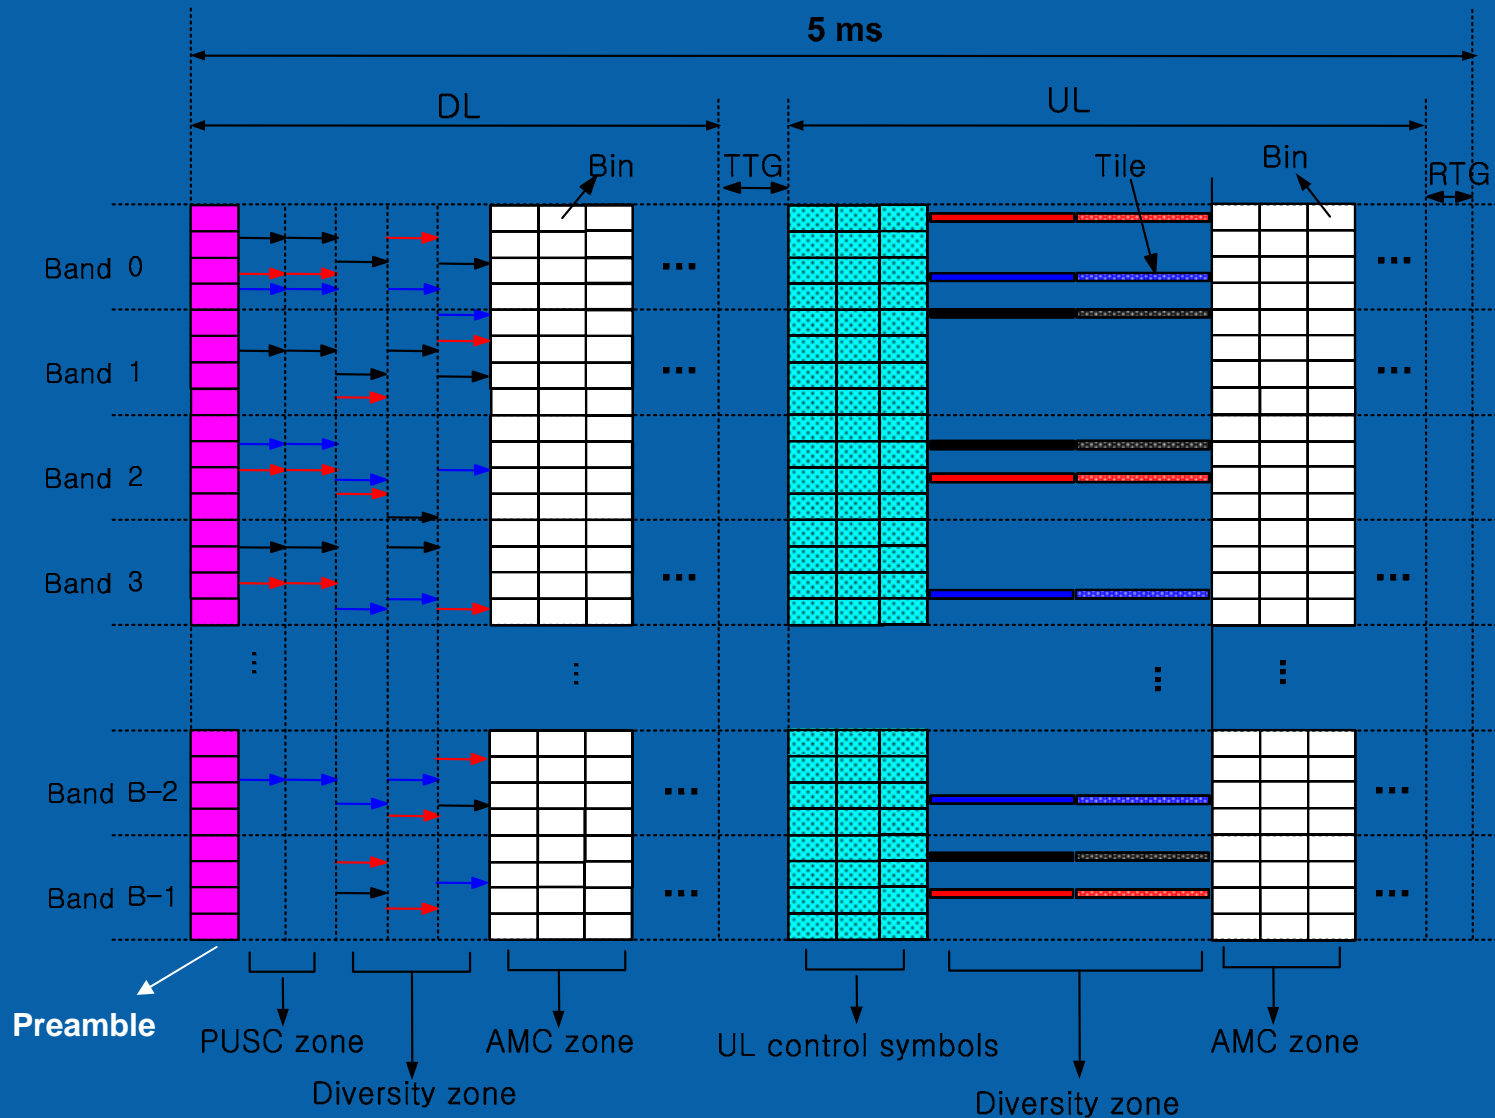 5 ms
DL
UL
Bin
TTG
Tile
Bin
RTG
Band 0
...
...
Band 1
...
...
Band 2
Band 3
...
...
...
...
...
...
Band B-2
...
...
Band B-1
...
...
Preamble
PUSC zone
AMC zone
UL control symbols
AMC zone
Diversity zone
Diversity zone